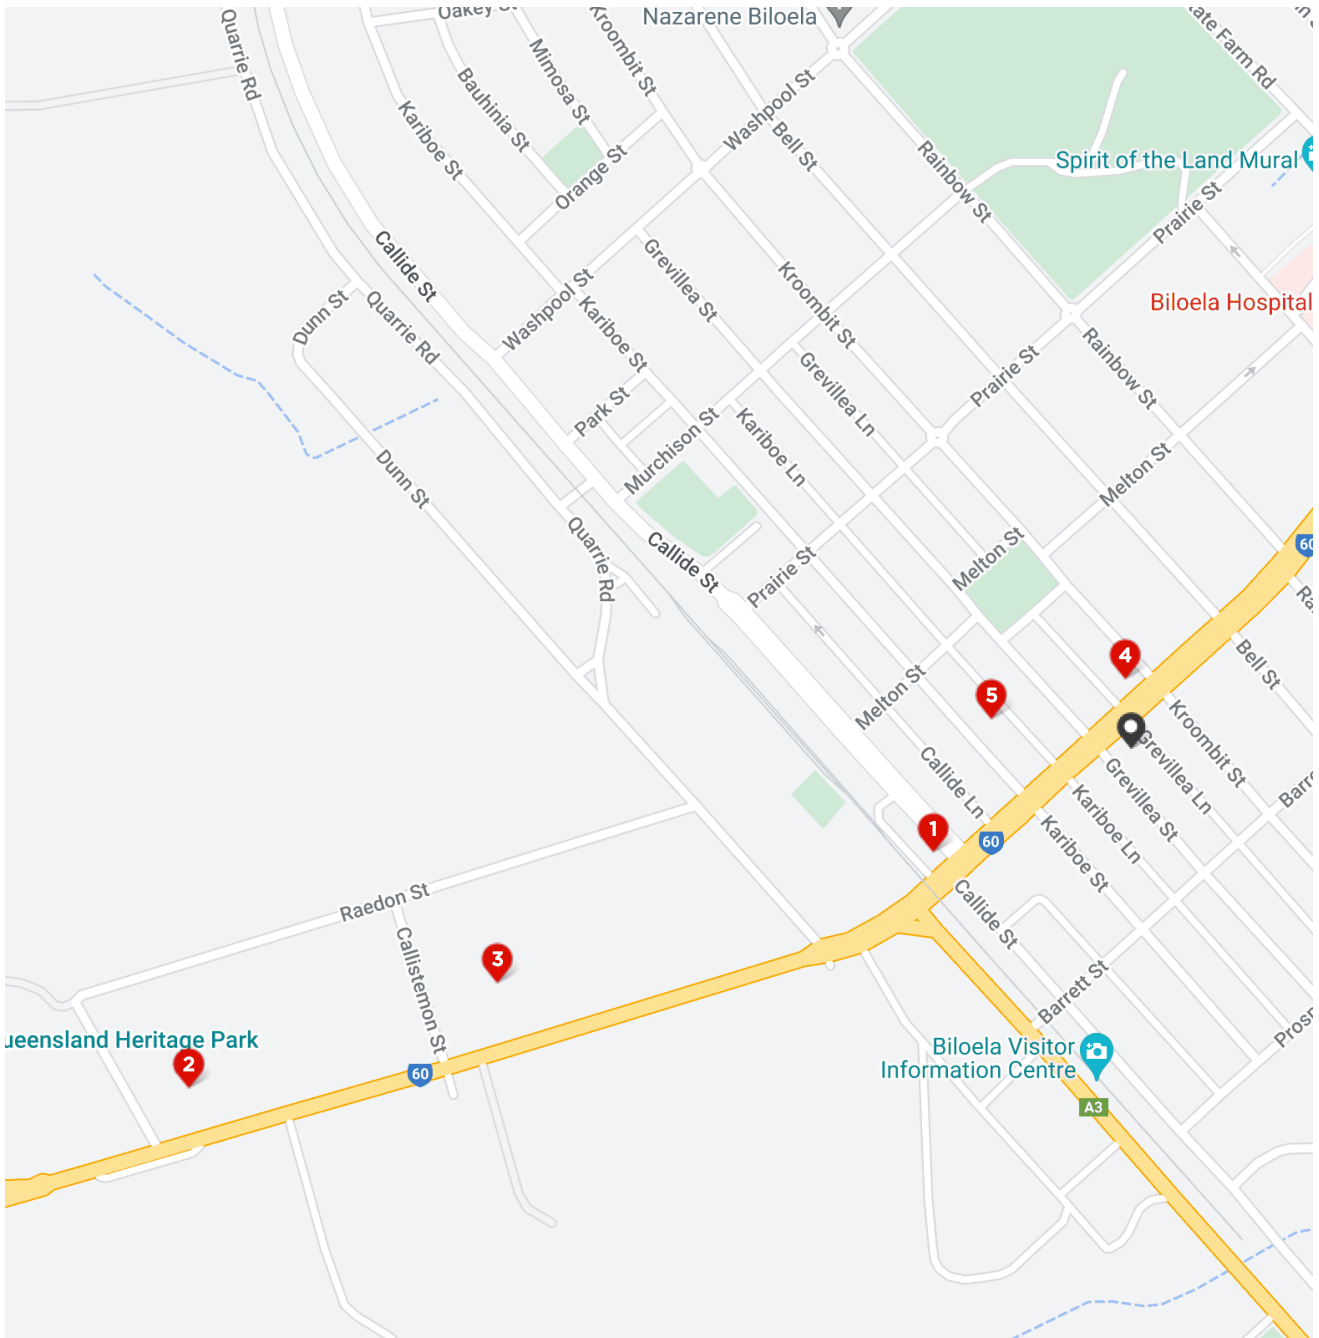 Oakey St
Nazarene Biloela
Quarrie Rd
Kroombit St
Mimosa St
Bauhinia St
Kariboe St
Washpool St
Bell St
Orange St
Rainbow St
Spirit of the Land Mural
Prairie St
Callide St
Grevillea St
Kroombit St
Biloela Hospital
Dunn St
Quarrie Rd
Washpool St
Kariboe St
Rainbow St
Prairie St
Grevillea Ln
Park St
Murchison St
Kariboe Ln
Dunn St
Melton St
Quarrie Rd
Callide St
Prairie St
Melton St
60
Bell St
4
5
Melton St
Kroombit St
Grevillea Ln
Grevillea St
Callide Ln
Kariboe Ln
1
60
Kariboe St
Raedon St
Callide St
Callistemon St
3
Barrett St
ueensland Heritage Park
2
60
Biloela Visitor
Information Centre
A3